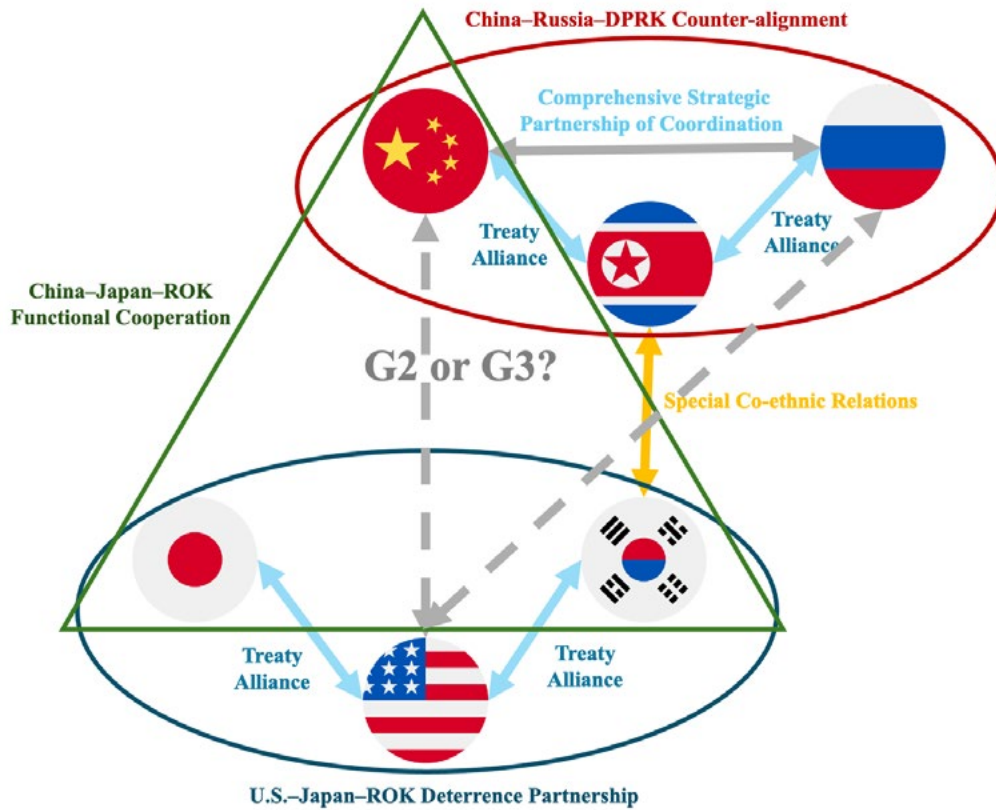 China–Russia–DPRK Counter-alignment
Comprehensive Strategic
Partnership of Coordination
Treaty
Alliance
Treaty
Alliance
China–Japan–ROK
Functional Cooperation
G2 or G3?
Special Co-ethnic Relations
Treaty
Alliance
Treaty
Alliance
U.S.–Japan–ROK Deterrence Partnership